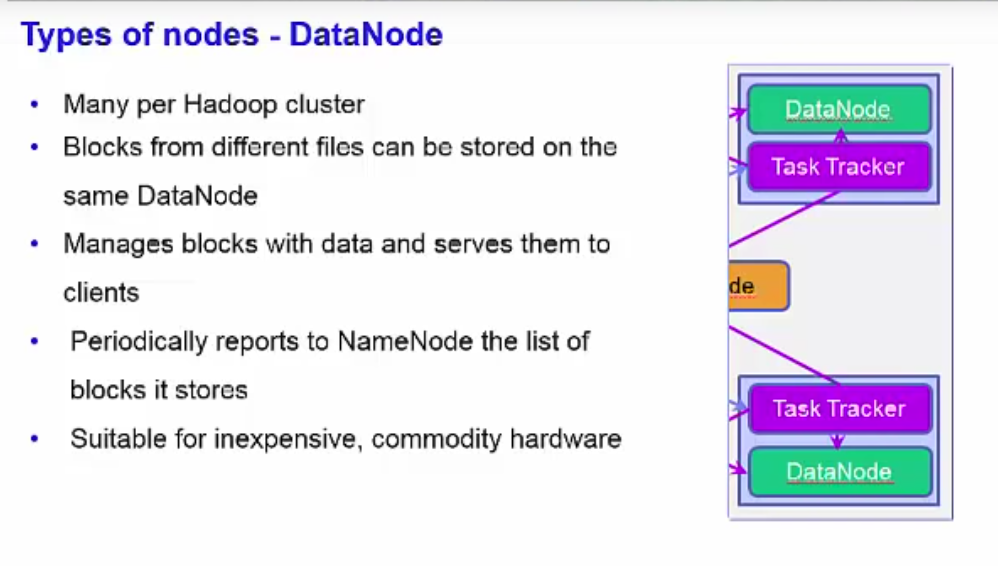 Types of nodes - DataNode
• Many per Hadoop cluster
• Blocks from different files can be stored on the
same DataNode
• Manages blocks with data and serves them to
clients
• Periodically reports to NameNode the list of
blocks it stores
• Suitable for inexpensive, commodity hardware
DataNode
Task Tracker
de
Task Tracker
DataNode